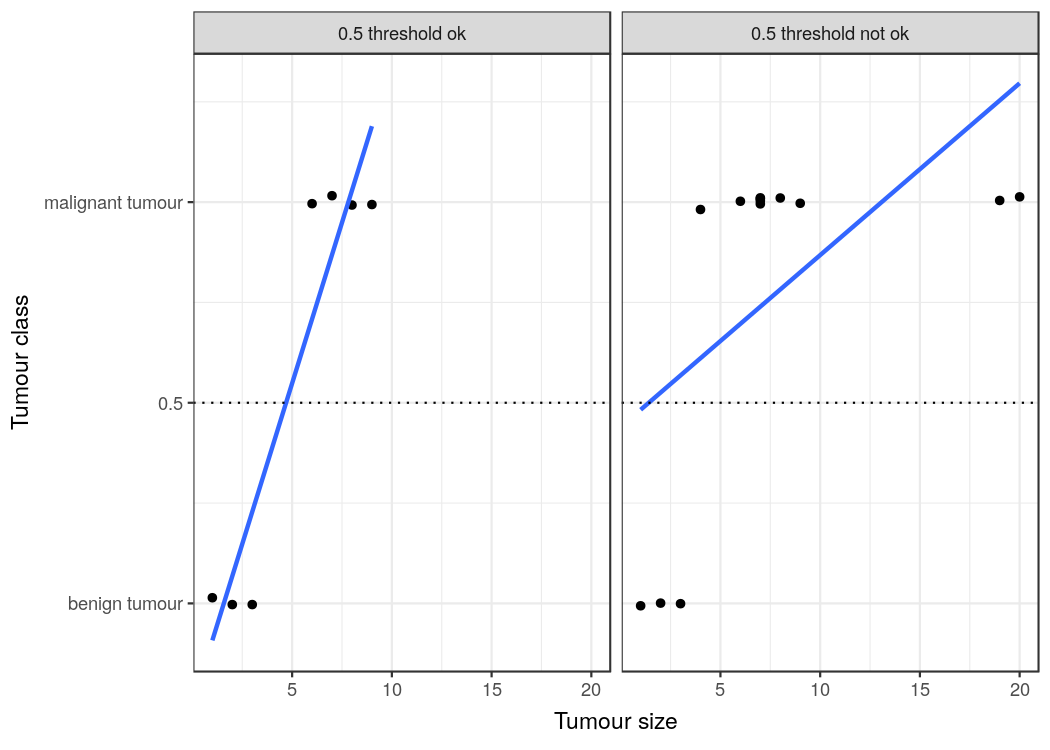 0.5 threshold ok
0.5 threshold not ok
Tumour class
malignant tumour
0.5
benign tumour
5 10 15 20
5 10 15 20
Tumour size